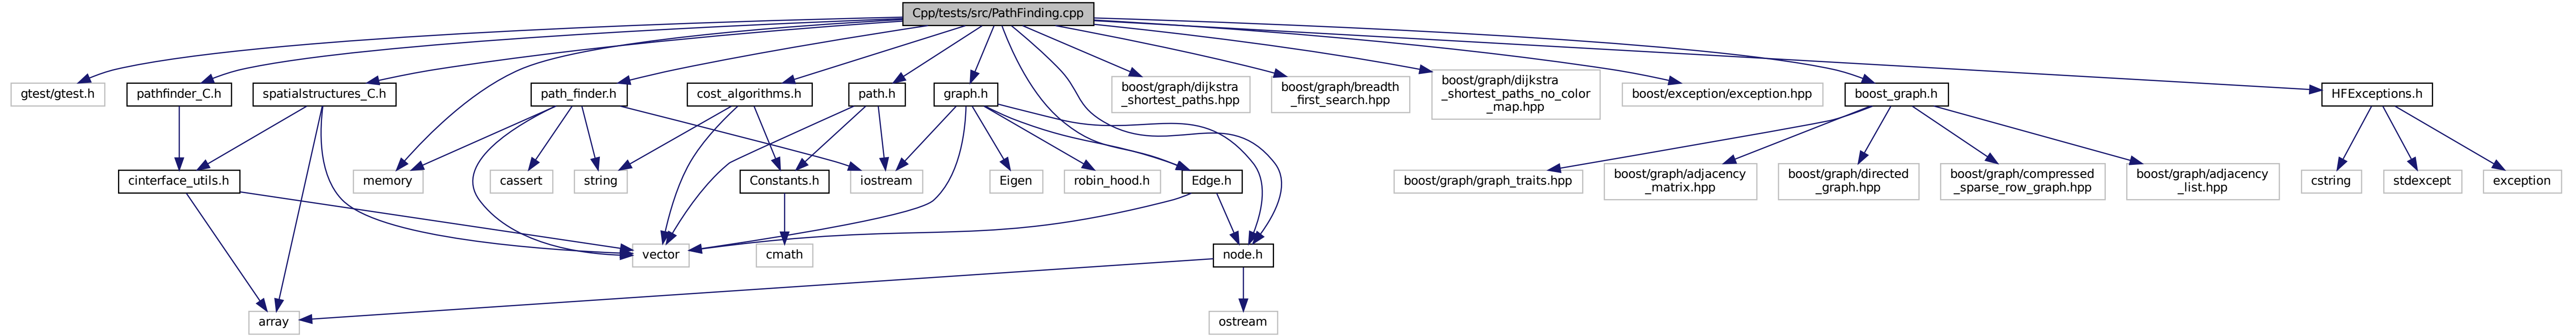 Cpp/tests/src/PathFinding.cpp
gtest/gtest.h
pathfinder_C.h
spatialstructures_C.h
path_finder.h
cost_algorithms.h
path.h
graph.h
boost/graph/dijkstra
_shortest_paths.hpp
boost/graph/breadth
_first_search.hpp
boost/graph/dijkstra
_shortest_paths_no_color
_map.hpp
boost/exception/exception.hpp
boost_graph.h
HFExceptions.h
cinterface_utils.h
memory
cassert
string
Constants.h
iostream
Eigen
robin_hood.h
Edge.h
boost/graph/graph_traits.hpp
boost/graph/adjacency
_matrix.hpp
boost/graph/directed
_graph.hpp
boost/graph/compressed
_sparse_row_graph.hpp
boost/graph/adjacency
_list.hpp
cstring
stdexcept
exception
vector
cmath
node.h
array
ostream